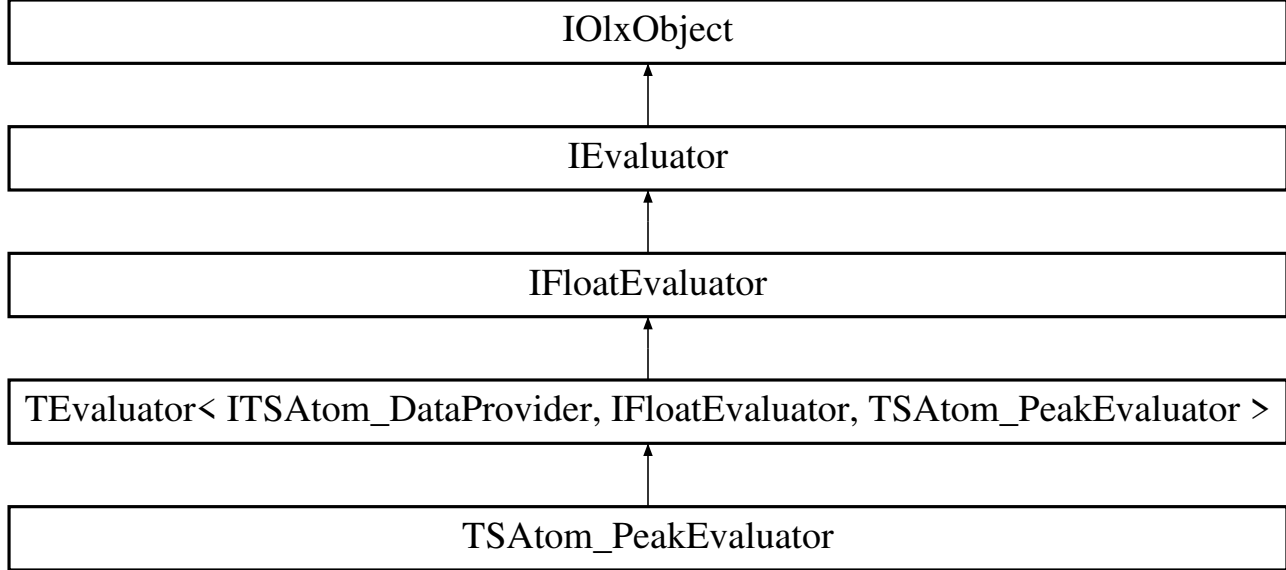 IOlxObject
IEvaluator
IFloatEvaluator
TEvaluator< ITSAtom_DataProvider, IFloatEvaluator, TSAtom_PeakEvaluator >
TSAtom_PeakEvaluator